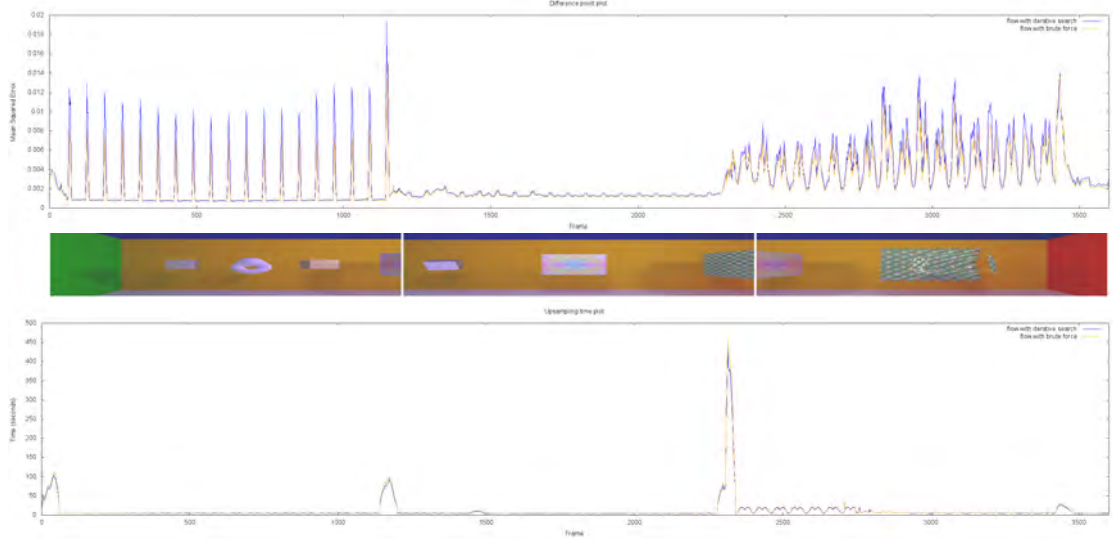 Difference pixel plot
0.02
0.018
0.016
0.014
0.012
0.01
0.008
0.006
0.004
0.002
0
Mean Squared Error
flow with iterative search
flow with brute force
0 500 1000 1500 2000 2500 3000 3500
Frame
Upsampling time plot
500
450
400
350
300
250
200
150
100
50
0
Time (seconds)
flow with iterative search
flow with brute force
0 500 1000 1500 2000 2500 3000 3500
Frame